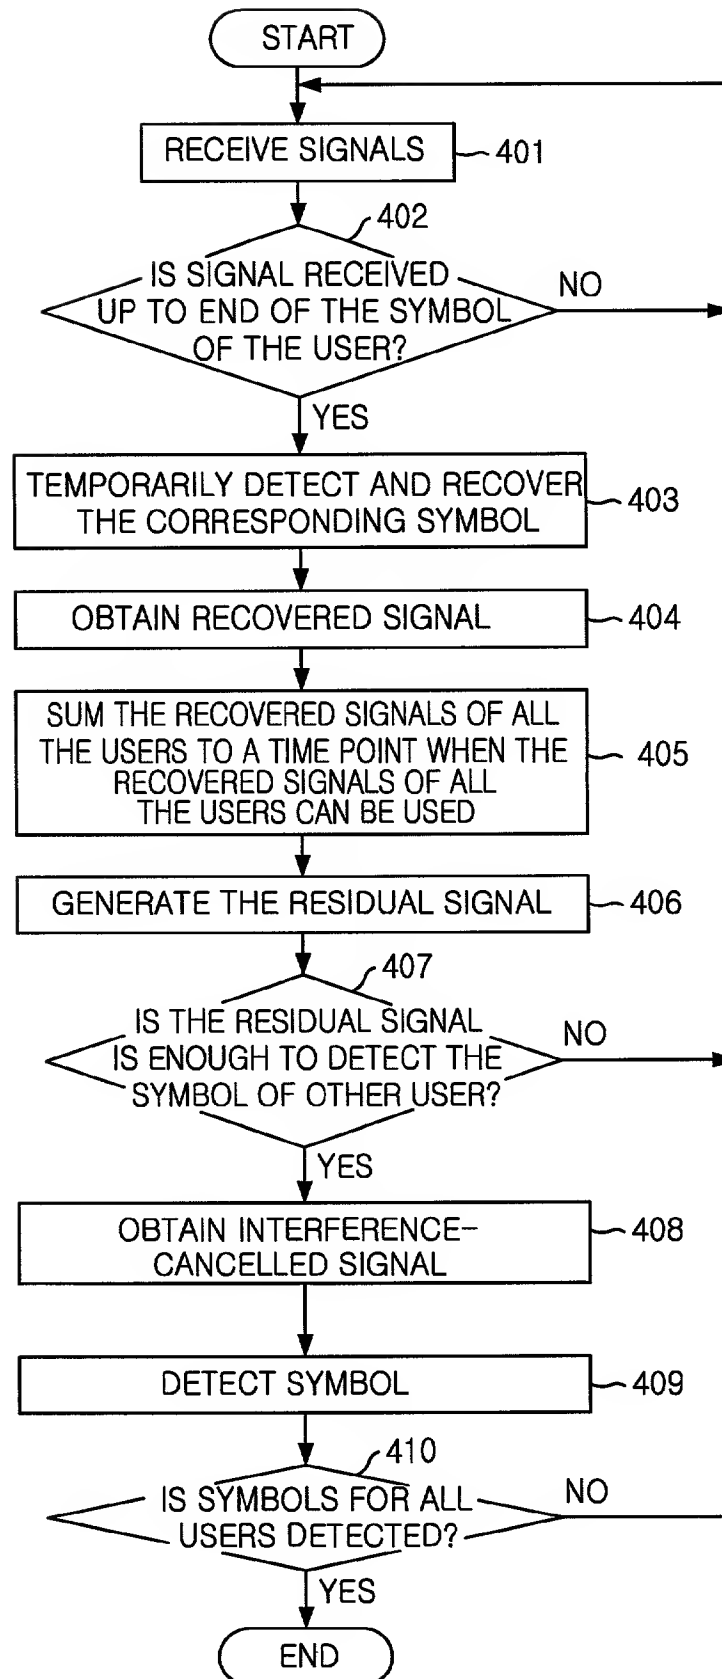 START
RECEIVE SIGNALS
401
402
IS SIGNAL RECEIVED
UP TO END OF THE SYMBOL
OF THE USER?
NO
YES
TEMPORARILY DETECT AND RECOVER
THE CORRESPONDING SYMBOL
403
OBTAIN RECOVERED SIGNAL
404
SUM THE RECOVERED SIGNALS OF ALL
THE USERS TO A TIME POINT WHEN THE
RECOVERED SIGNALS OF ALL
THE USERS CAN BE USED
405
GENERATE THE RESIDUAL SIGNAL
406
407
IS THE RESIDUAL SIGNAL
IS ENOUGH TO DETECT THE
SYMBOL OF OTHER USER?
NO
YES
OBTAIN INTERFERENCE-
CANCELLED SIGNAL
408
DETECT SYMBOL
409
410
IS SYMBOLS FOR ALL
USERS DETECTED?
NO
YES
END